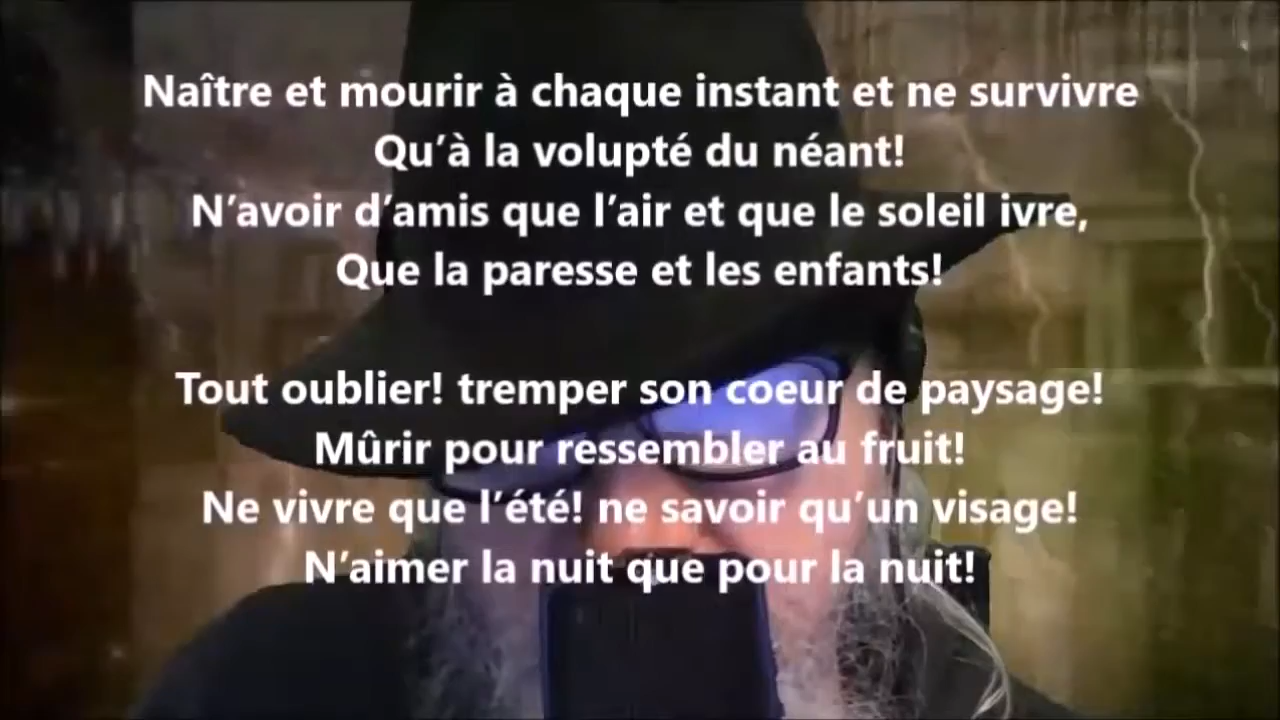 Naître et mourir à chaque instant et ne survivre
Qu’à la volupté du néant!
N’avoir d’amis que l’air et que le soleil ivre,
Que la paresse et les enfants!
Tout oublier! tremper son coeur de paysage!
Mûrir pour ressembler au fruit!
Ne vivre que l’été! ne savoir qu’un visage!
N’aimer la nuit que pour la nuit!